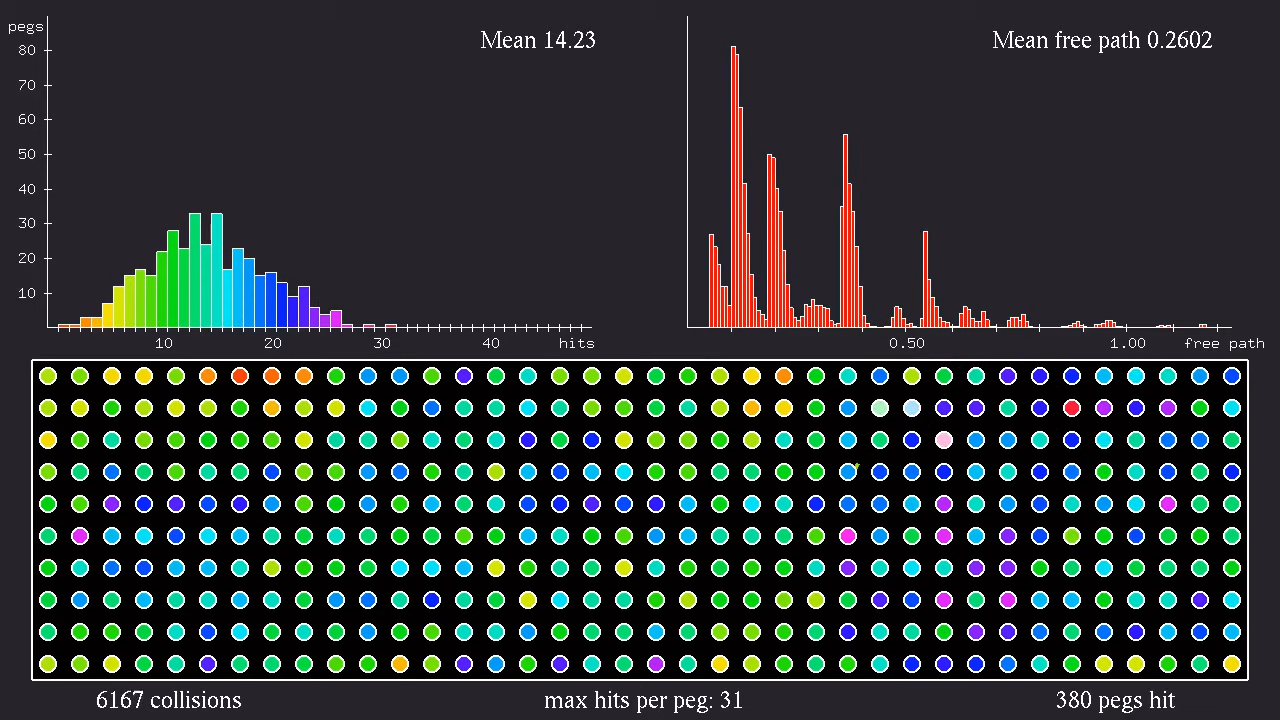 pegs
Mean 14.23
Mean free path 0.2602
80
70
60
50
40
30
20
10
10 20 30 40 hits
0.50 1.00 free path
6167 collisions
max hits per peg: 31
380 pegs hit